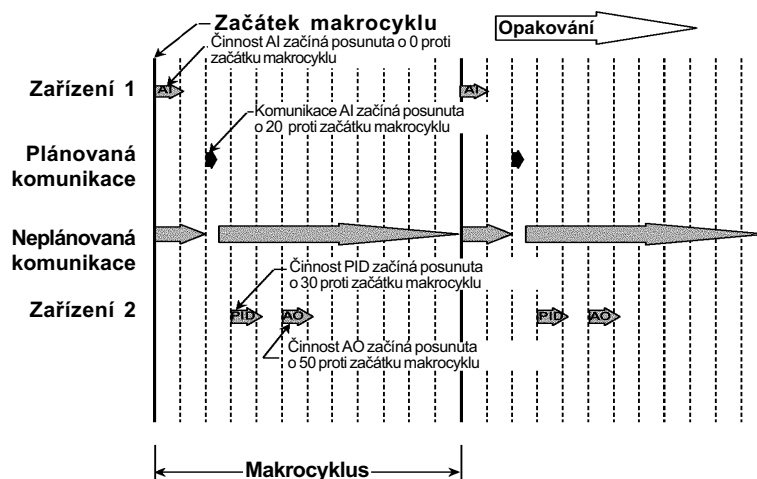 Začátek makrocyklu
Opakování
Činnost AI začíná posunuta o 0 proti
začátku makrocyklu
Zařízení 1
AI
AI
Komunikace AI začíná posunuta
o 20 proti začátku makrocyklu
Plánovaná
komunikace
Neplánovaná
komunikace
Činnost PID začíná posunuta
o 30 proti začátku makrocyklu
Zařízení 2
PID
AO
PID
AO
Činnost AO začíná posunuta
o 50 proti začátku makrocyklu
Makrocyklus